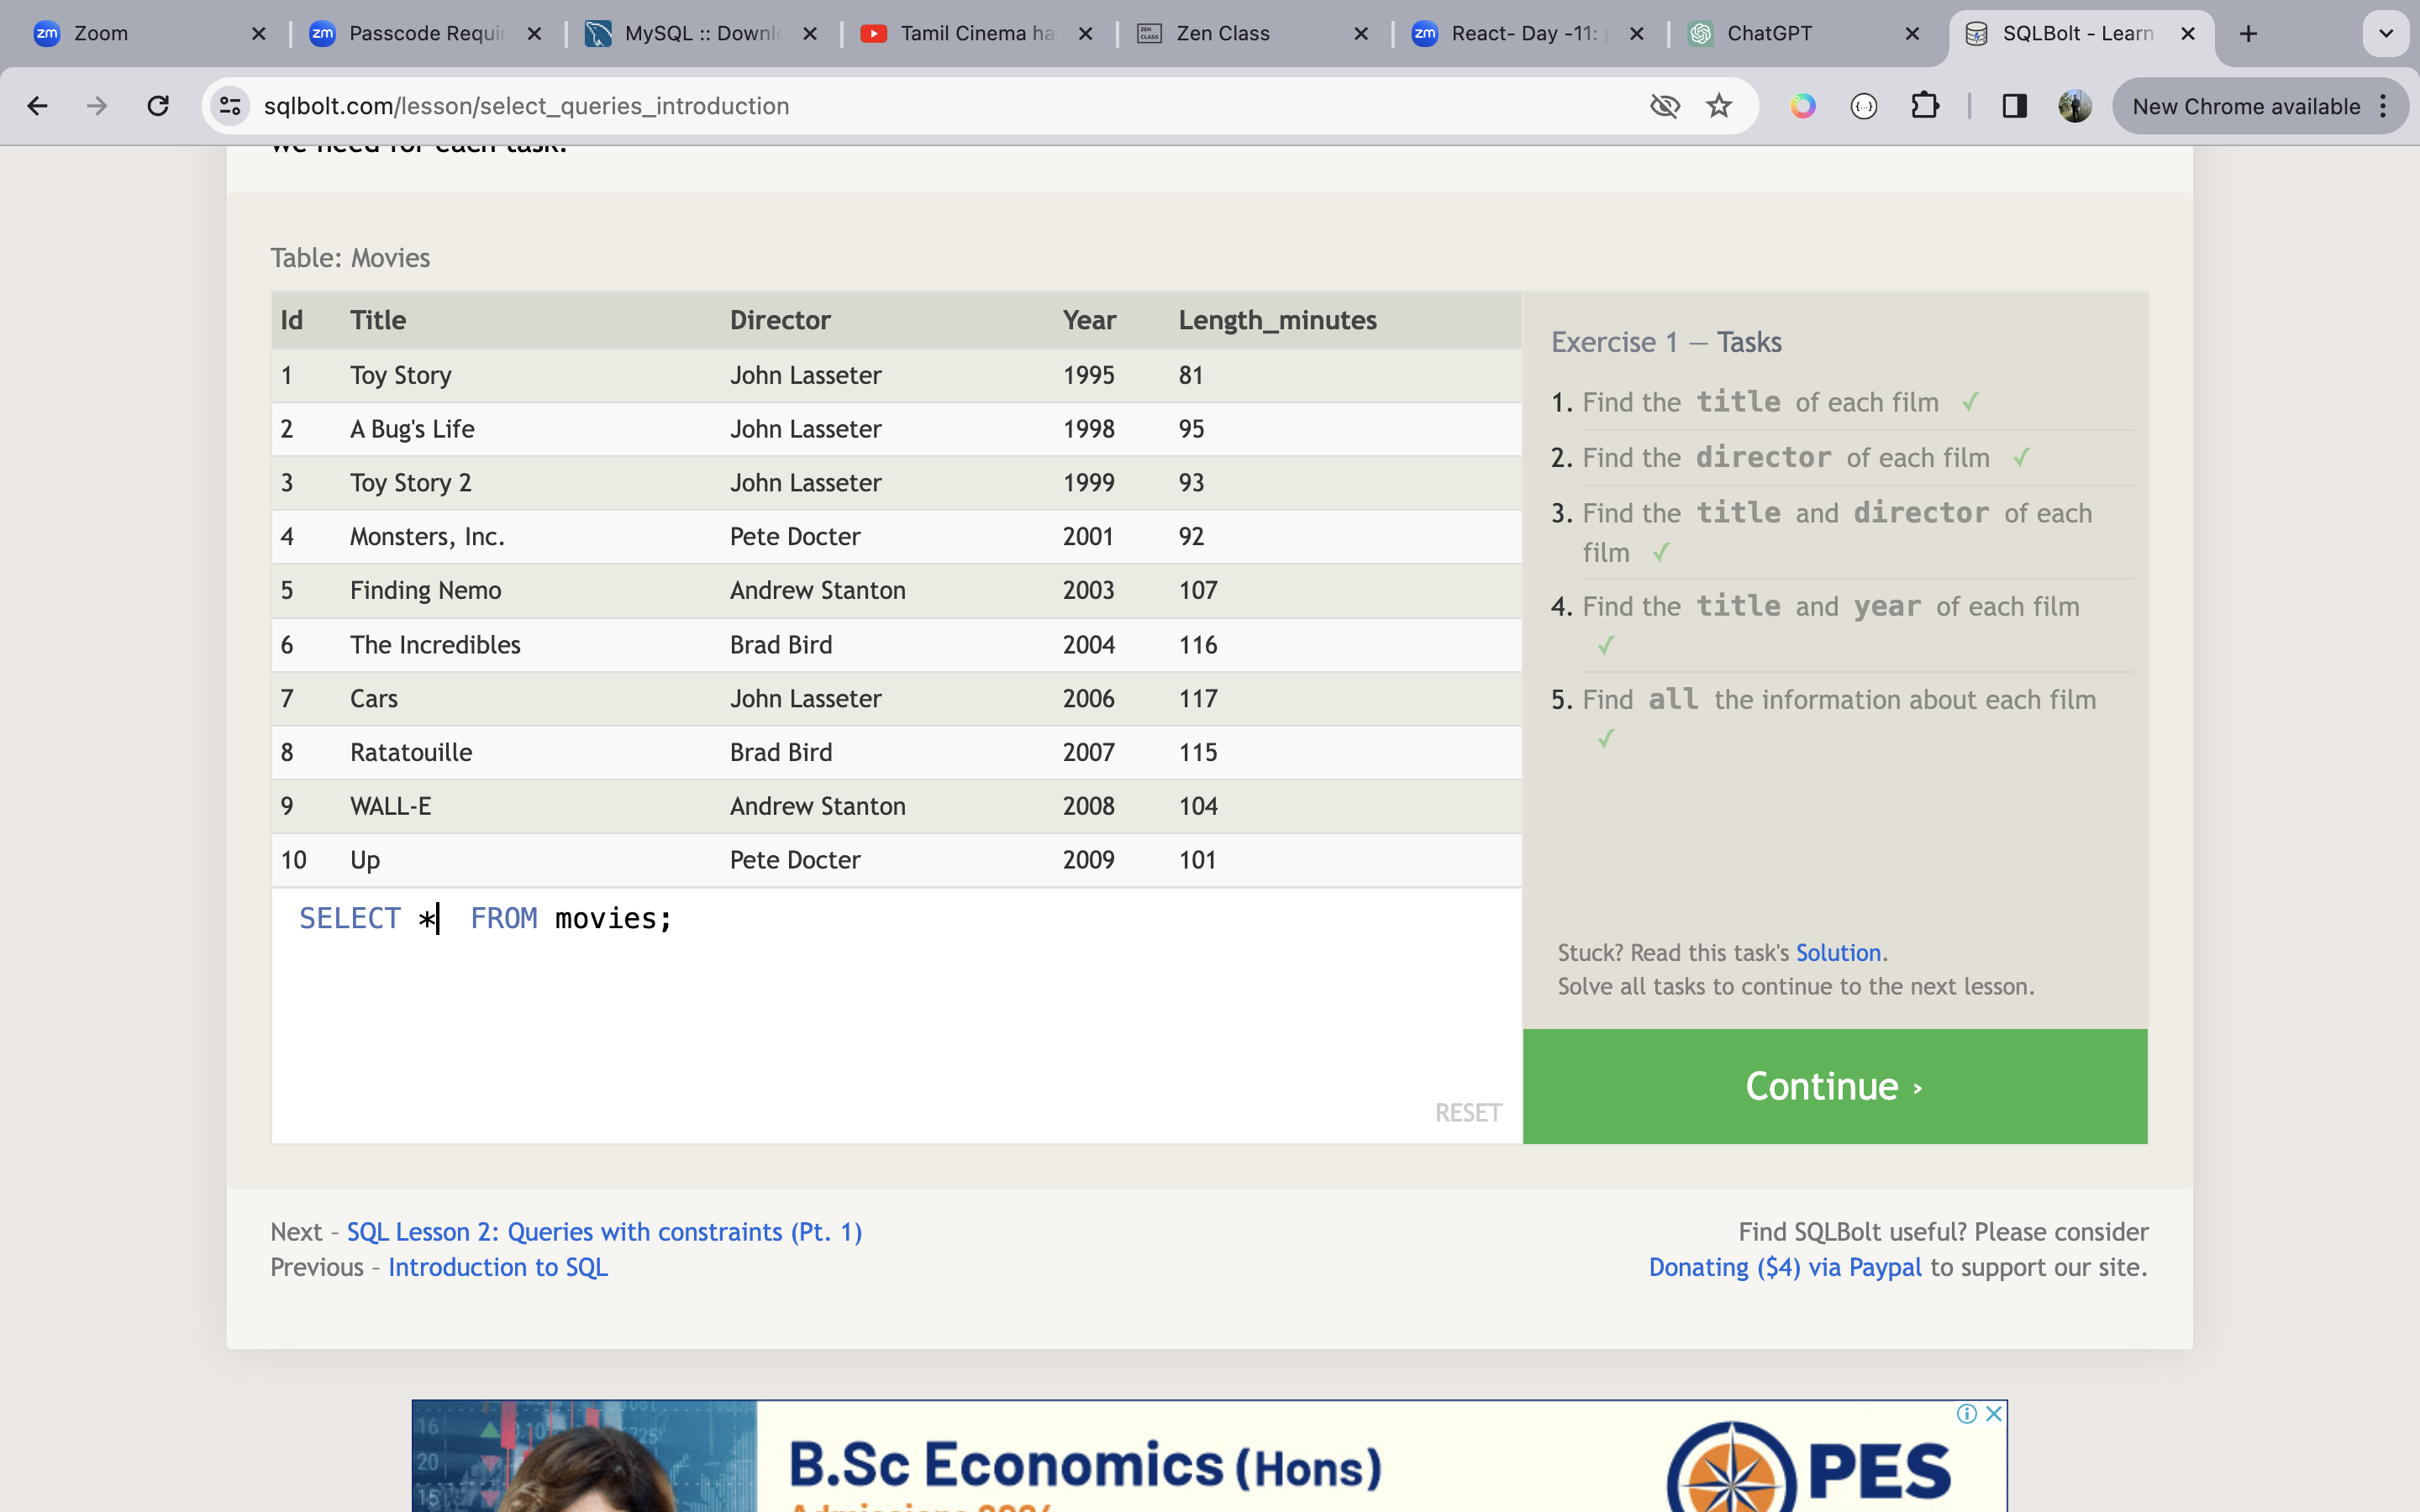 Zoom
Passcode Requi
MySQL :: Downl
Tamil Cinema ha
ZEN CLASS
Zen Class
React- Day -11:
ChatGPT
SQLBolt - Learn
sqlbolt.com/lesson/select_queries_introduction
New Chrome available
we need for each task.
Table: Movies
Id Title Director Year Length_minutes
1 Toy Story John Lasseter 1995 81
2 A Bug's Life John Lasseter 1998 95
3 Toy Story 2 John Lasseter 1999 93
4 Monsters, Inc. Pete Docter 2001 92
5 Finding Nemo Andrew Stanton 2003 107
6 The Incredibles Brad Bird 2004 116
7 Cars John Lasseter 2006 117
8 Ratatouille Brad Bird 2007 115
9 WALL-E Andrew Stanton 2008 104
10 Up Pete Docter 2009 101
SELECT * FROM movies;
RESET
Exercise 1 — Tasks
1. Find the title of each film ✓
2. Find the director of each film ✓
3. Find the title and director of each
film ✓
4. Find the title and year of each film
✓
5. Find all the information about each film
✓
Stuck? Read this task's Solution.
Solve all tasks to continue to the next lesson.
Continue ›
Next – SQL Lesson 2: Queries with constraints (Pt. 1)
Previous – Introduction to SQL
Find SQLBolt useful? Please consider
Donating ($4) via Paypal to support our site.
B.Sc Economics (Hons)
Admissions 2024
PES